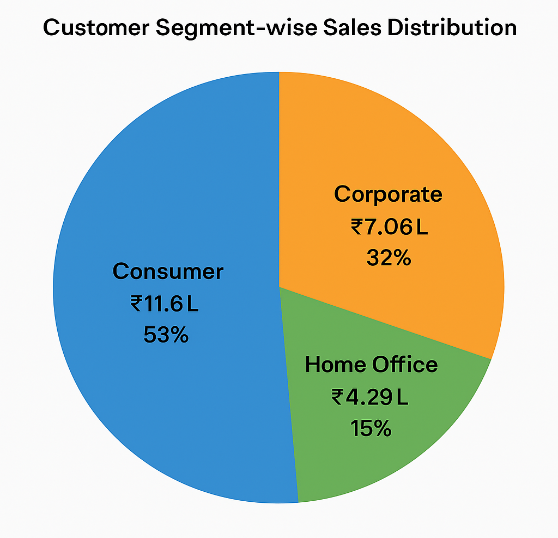 Customer Segment-wise Sales Distribution
Corporate
₹7.06 L
32%
Consumer
₹11.6 L
53%
Home Office
₹4.29 L
15%